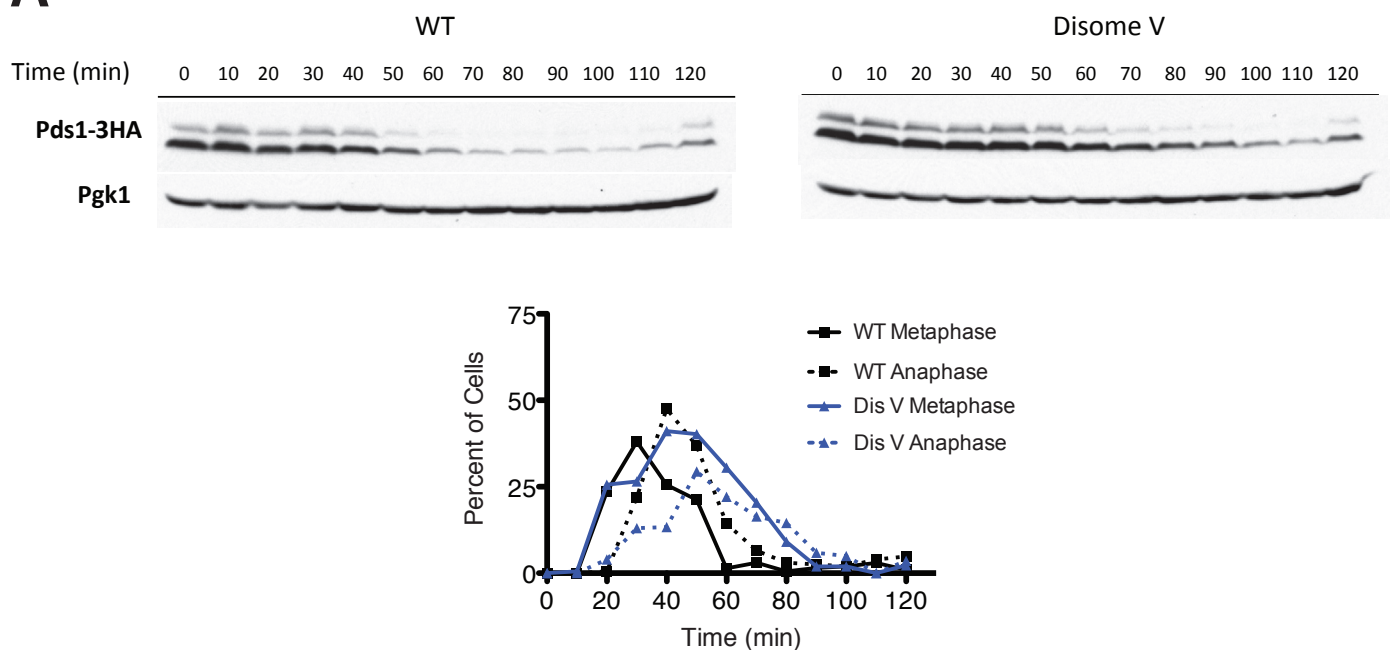 A
WT Disome V
Time (min) 0 10 20 30 40 50 60 70 80 90 100 110 120 0 10 20 30 40 50 60 70 80 90 100 110 120
Pds1-3HA
Pgk1
75
50
25
0
Percent of Cells
0 20 40 60 80 100 120
Time (min)
WT Metaphase
WT Anaphase
Dis V Metaphase
Dis V Anaphase